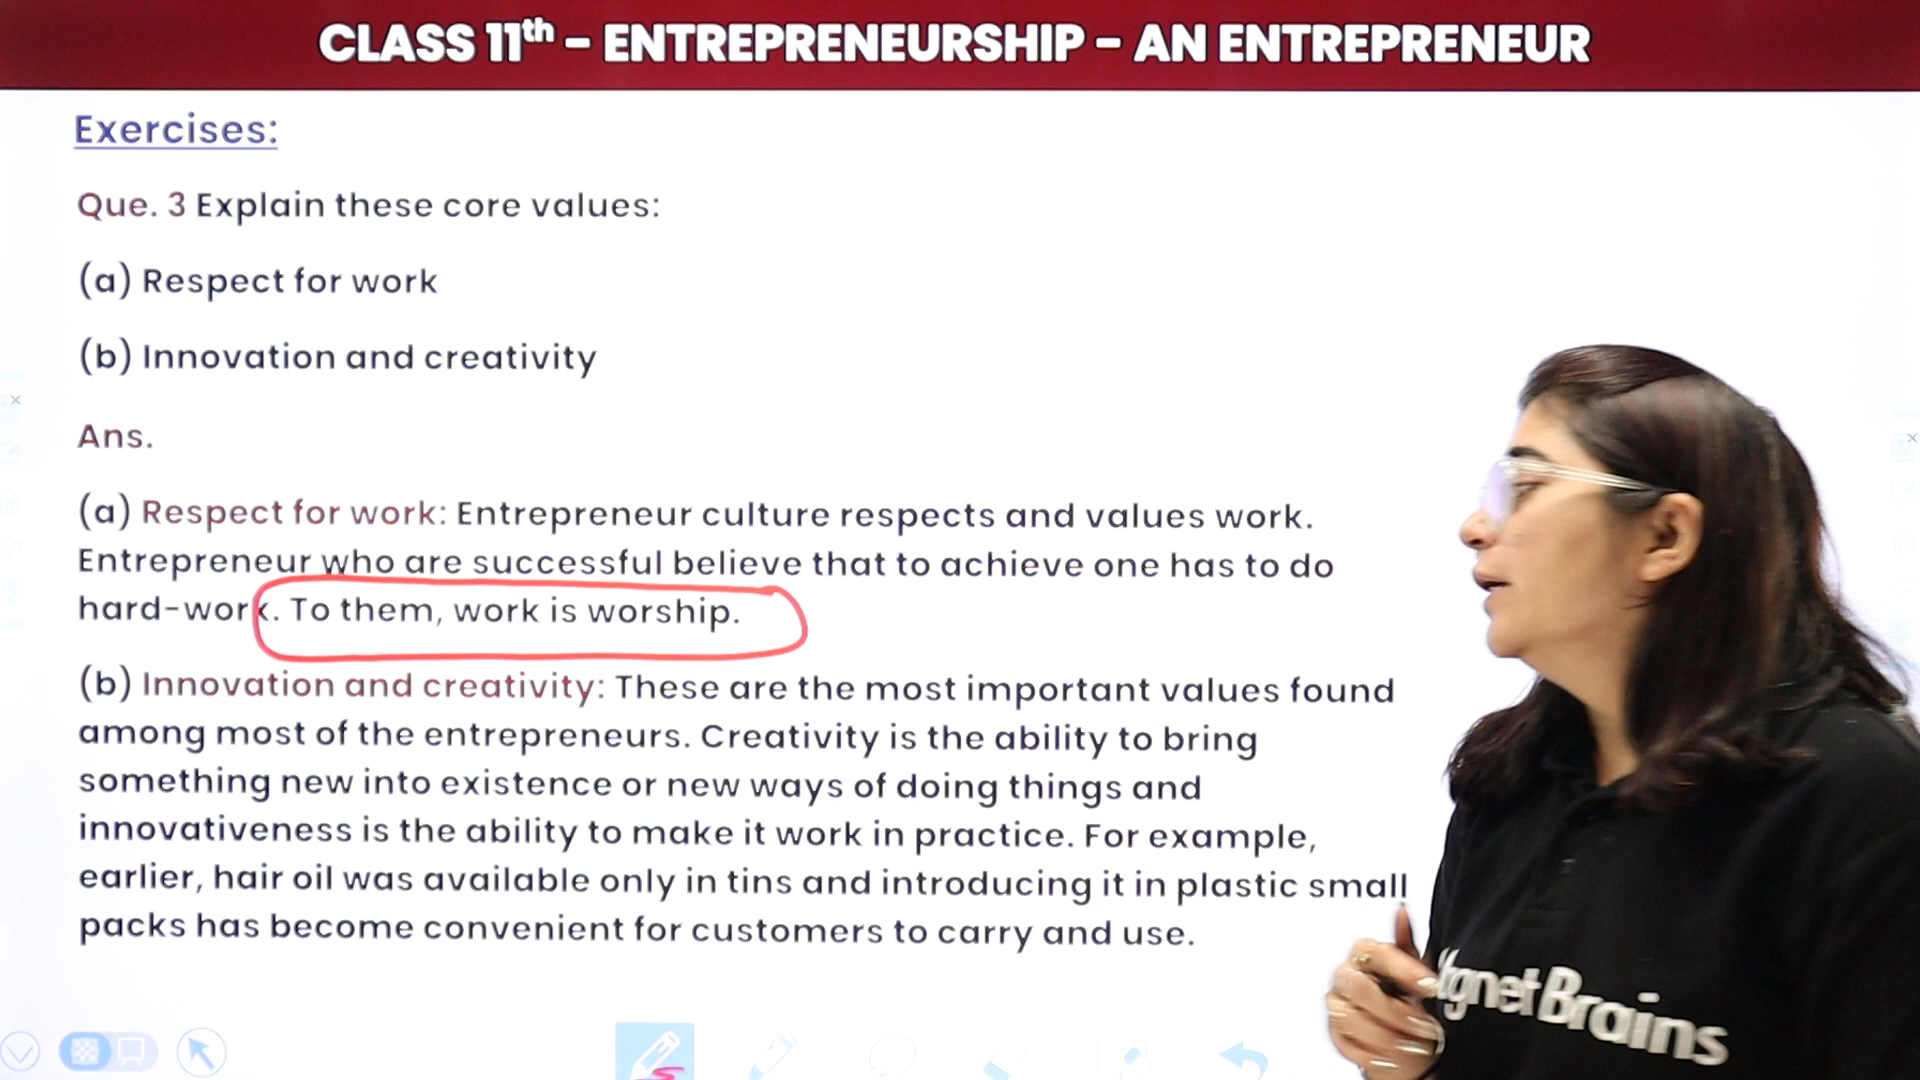 CLASS 11th – ENTREPRENEURSHIP – AN ENTREPRENEUR
Exercises:
Que. 3 Explain these core values:
(a) Respect for work
(b) Innovation and creativity
Ans.
(a) Respect for work: Entrepreneur culture respects and values work.
Entrepreneur who are successful believe that to achieve one has to do
hard-work. To them, work is worship.
(b) Innovation and creativity: These are the most important values found
among most of the entrepreneurs. Creativity is the ability to bring
something new into existence or new ways of doing things and
innovativeness is the ability to make it work in practice. For example,
earlier, hair oil was available only in tins and introducing it in plastic small
packs has become convenient for customers to carry and use.
gnet Brains